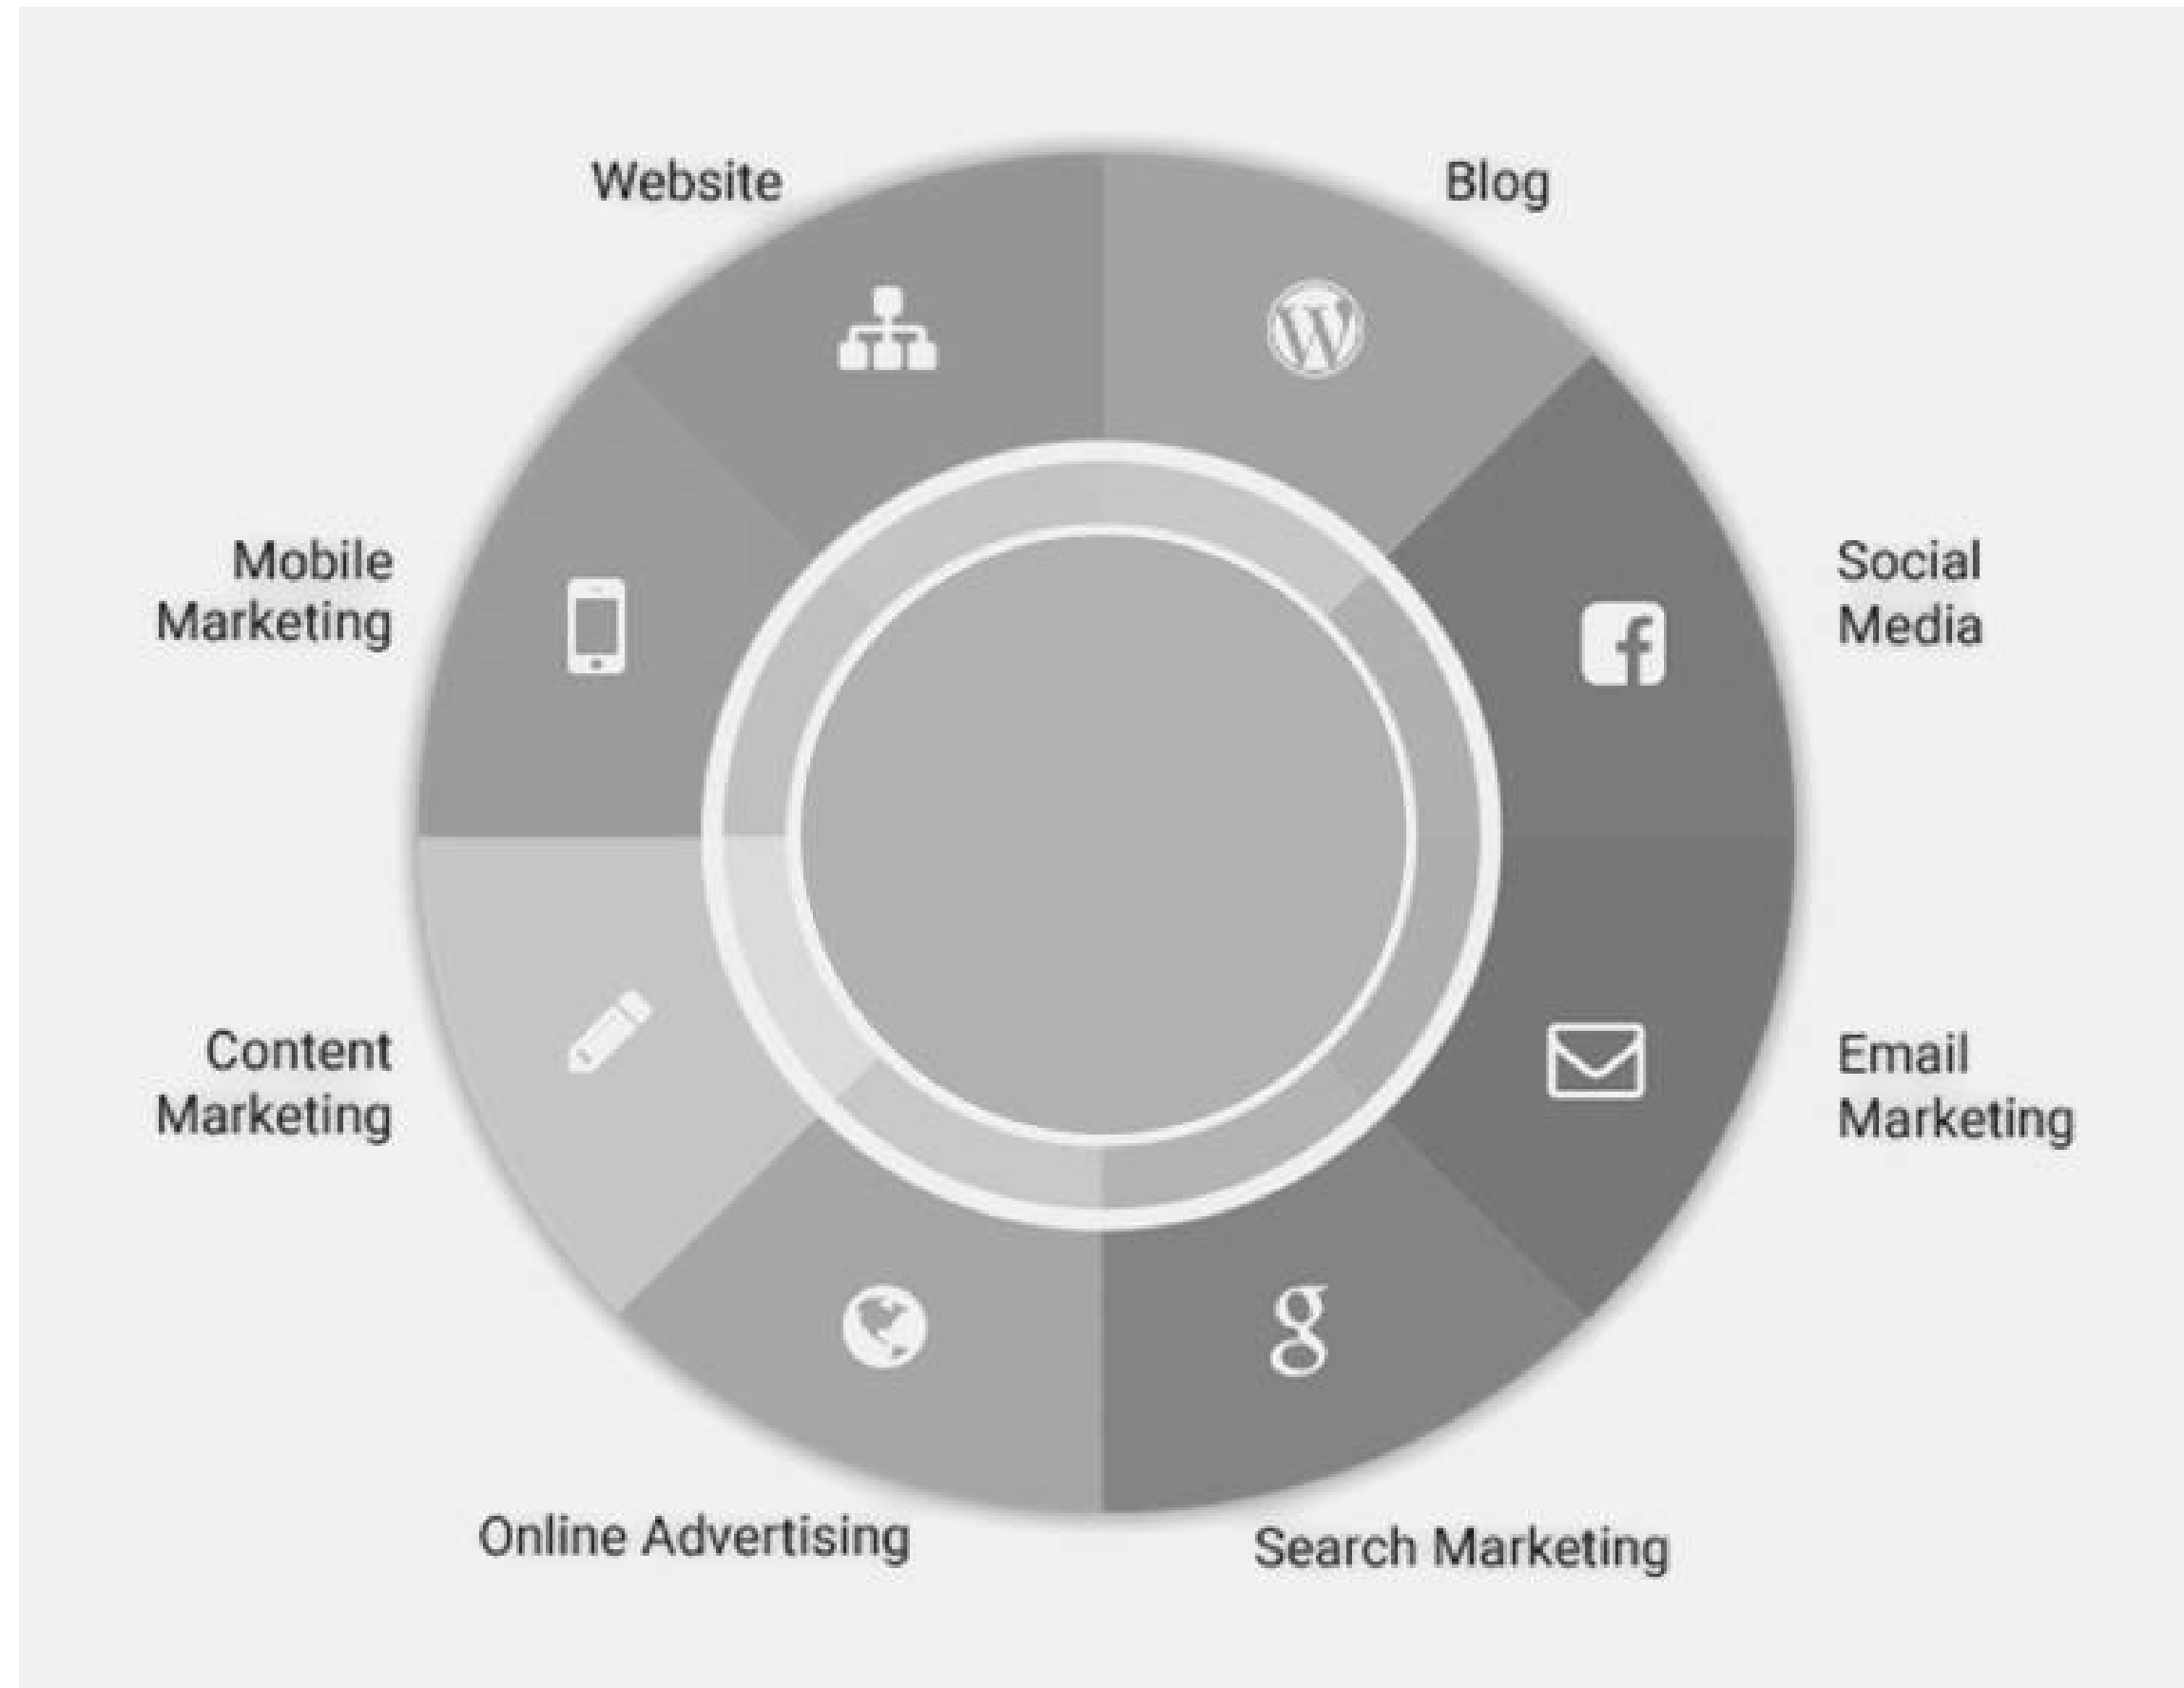 Website
Blog
Mobile
Marketing
Social
Media
Content
Marketing
Email
Marketing
Online Advertising
Search Marketing